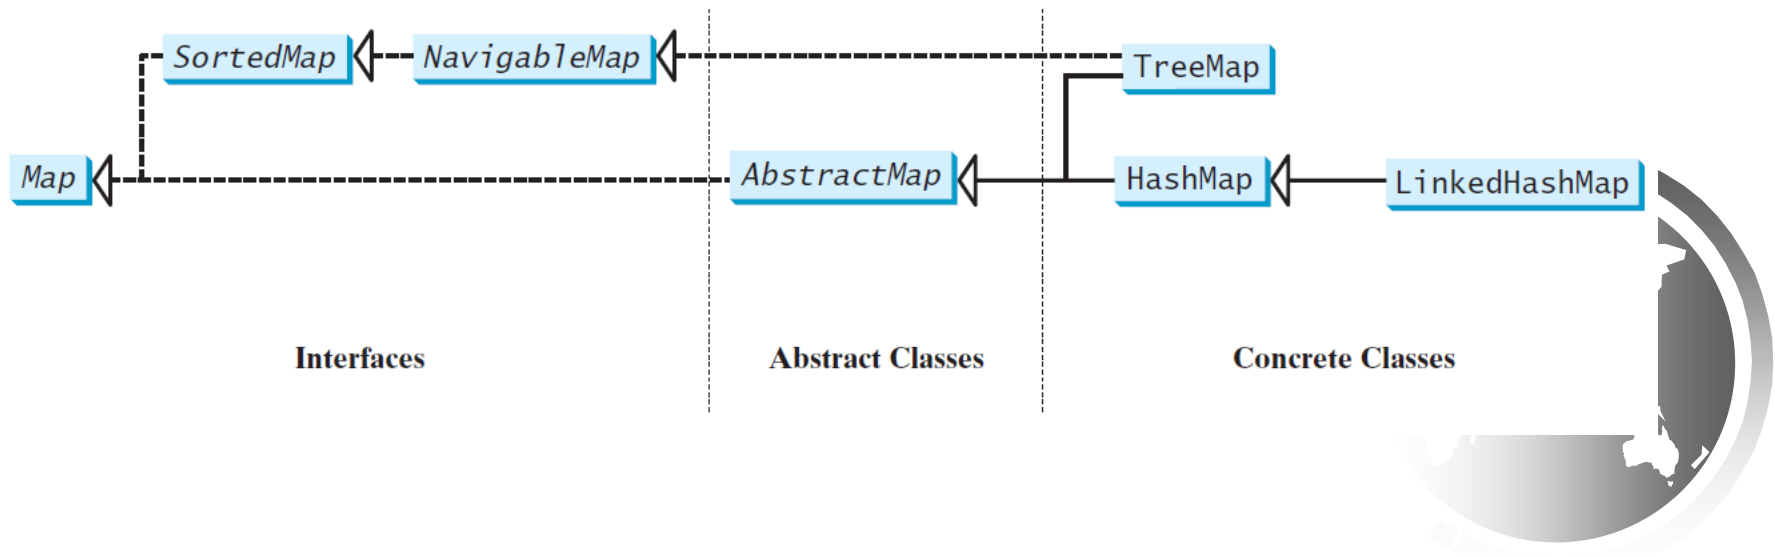 SortedMap
NavigableMap
TreeMap
Map
AbstractMap
HashMap
LinkedHashMap
Interfaces
Abstract Classes
Concrete Classes